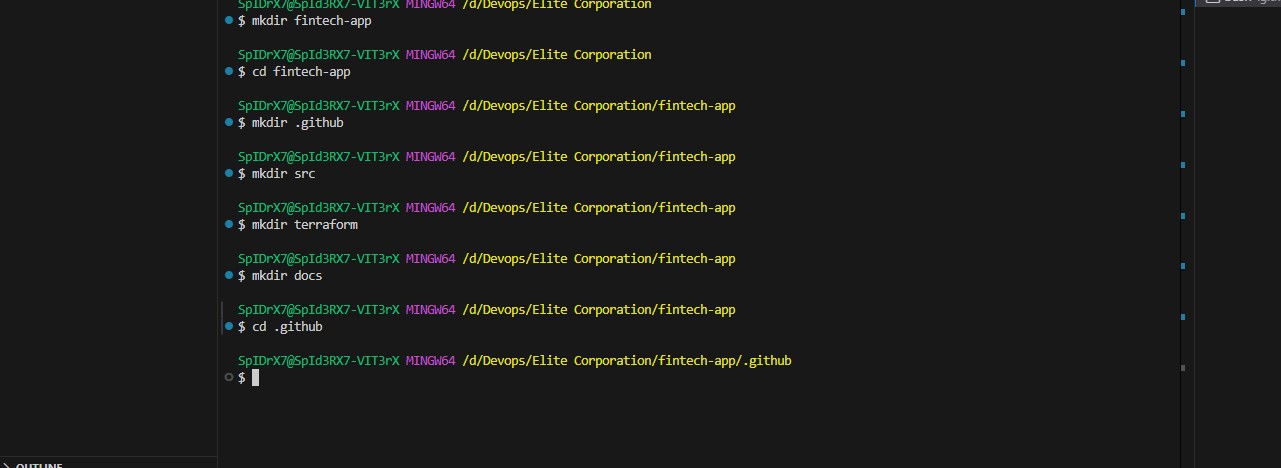 SpIDrX7@SpId3RX7-VIT3rX MINGW64 /d/Devops/Elite Corporation
$ mkdir fintech-app
SpIDrX7@SpId3RX7-VIT3rX MINGW64 /d/Devops/Elite Corporation
$ cd fintech-app
SpIDrX7@SpId3RX7-VIT3rX MINGW64 /d/Devops/Elite Corporation/fintech-app
$ mkdir .github
SpIDrX7@SpId3RX7-VIT3rX MINGW64 /d/Devops/Elite Corporation/fintech-app
$ mkdir src
SpIDrX7@SpId3RX7-VIT3rX MINGW64 /d/Devops/Elite Corporation/fintech-app
$ mkdir terraform
SpIDrX7@SpId3RX7-VIT3rX MINGW64 /d/Devops/Elite Corporation/fintech-app
$ mkdir docs
SpIDrX7@SpId3RX7-VIT3rX MINGW64 /d/Devops/Elite Corporation/fintech-app
$ cd .github
SpIDrX7@SpId3RX7-VIT3rX MINGW64 /d/Devops/Elite Corporation/fintech-app/.github
$
OUTLINE